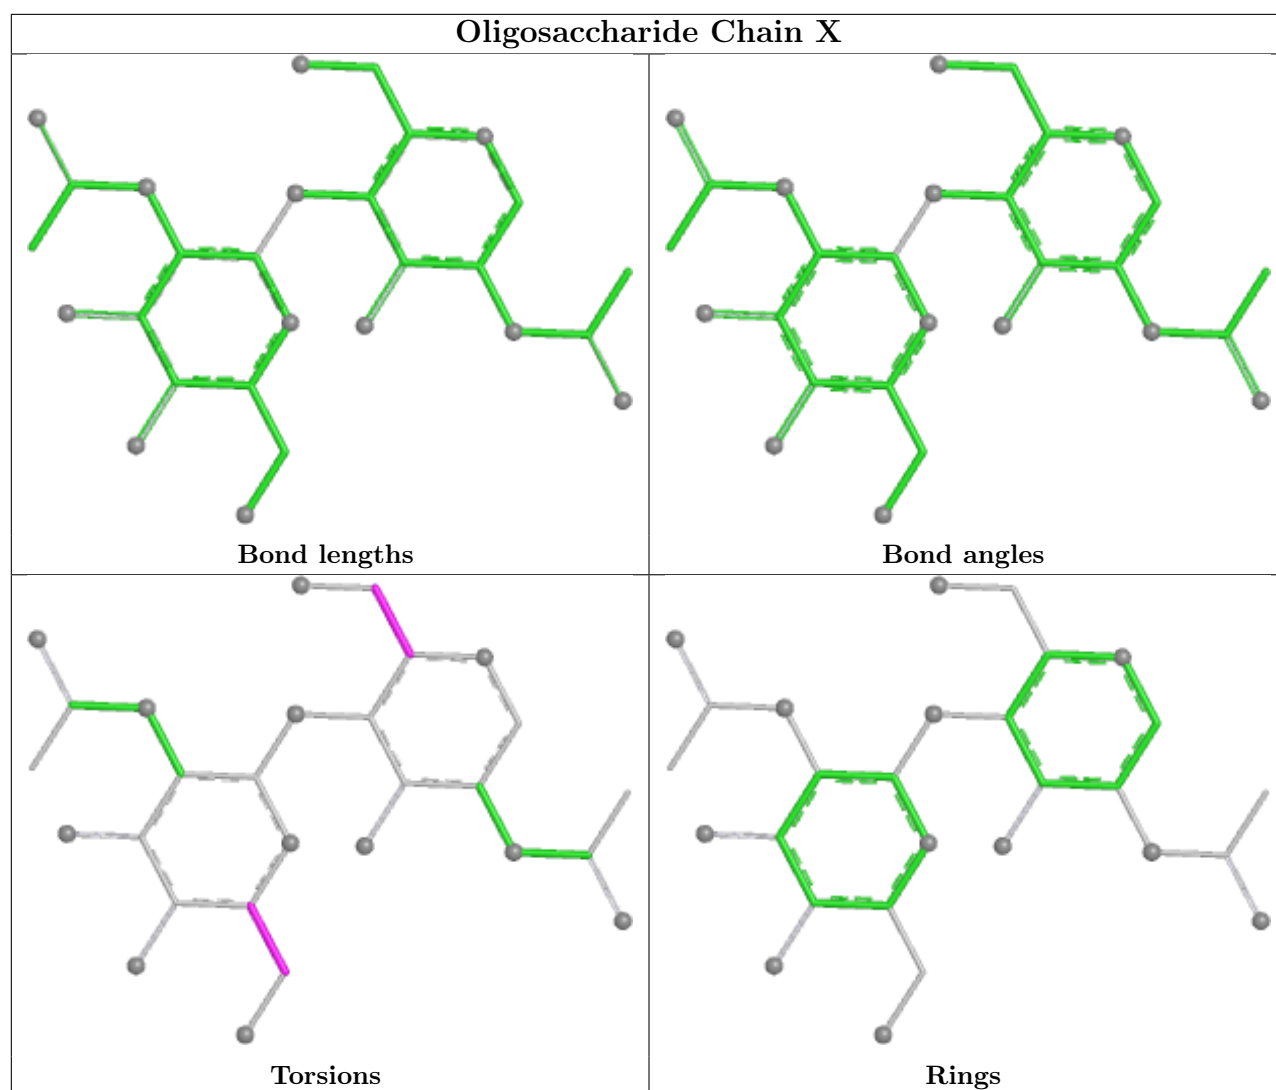 Oligosaccharide Chain X
Bond lengths
Bond angles
Torsions
Rings